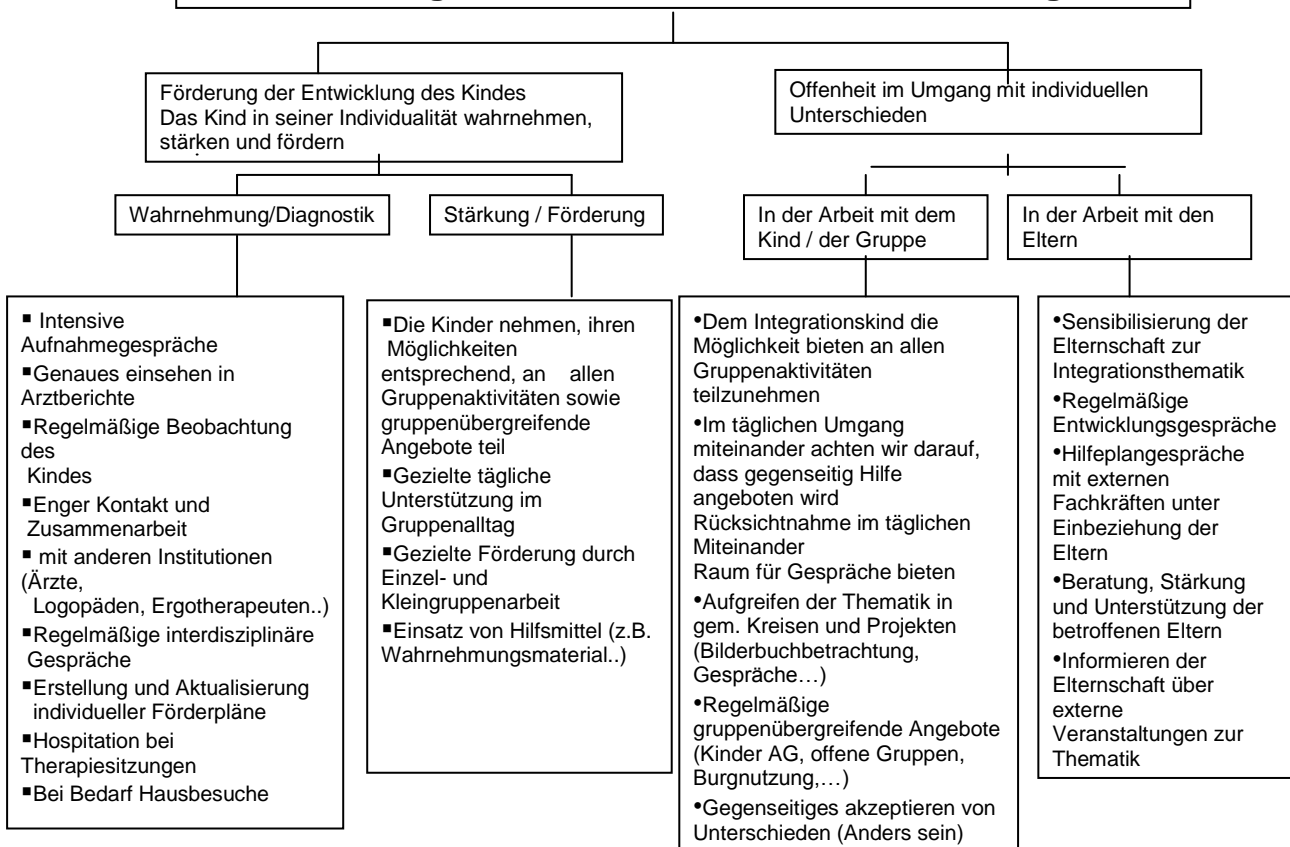 Förderung der Entwicklung des Kindes
Das Kind in seiner Individualität wahrnehmen,
stärken und fördern
Offenheit im Umgang mit individuellen
Unterschieden
Wahrnehmung/Diagnostik
Stärkung / Förderung
In der Arbeit mit dem
Kind / der Gruppe
In der Arbeit mit den
Eltern
▪ Intensive
Aufnahmegespräche
▪Genaues einsehen in
Arztberichte
▪Regelmäßige Beobachtung
des
Kindes
▪Enger Kontakt und
Zusammenarbeit
▪ mit anderen Institutionen
(Ärzte,
Logopäden, Ergotherapeuten..)
▪Regelmäßige interdisziplinäre
Gespräche
▪Erstellung und Aktualisierung
individueller Förderpläne
▪Hospitation bei
Therapiesitzungen
▪Bei Bedarf Hausbesuche
▪Die Kinder nehmen, ihren
Möglichkeiten
entsprechend, an allen
Gruppenaktivitäten sowie
gruppenübergreifende
Angebote teil
▪Gezielte tägliche
Unterstützung im
Gruppenalltag
▪Gezielte Förderung durch
Einzel- und
Kleingruppenarbeit
▪Einsatz von Hilfsmittel (z.B.
Wahrnehmungsmaterial..)
•Dem Integrationskind die
Möglichkeit bieten an allen
Gruppenaktivitäten
teilzunehmen
•Im täglichen Umgang
miteinander achten wir darauf,
dass gegenseitig Hilfe
angeboten wird
Rücksichtnahme im täglichen
Miteinander
Raum für Gespräche bieten
•Aufgreifen der Thematik in
gem. Kreisen und Projekten
(Bilderbuchbetrachtung,
Gespräche…)
•Regelmäßige
gruppenübergreifende Angebote
(Kinder AG, offene Gruppen,
Burgnutzung,…)
•Gegenseitiges akzeptieren von
Unterschieden (Anders sein)
•Sensibilisierung der
Elternschaft zur
Integrationsthematik
•Regelmäßige
Entwicklungsgespräche
•Hilfeplangespräche
mit externen
Fachkräften unter
Einbeziehung der
Eltern
•Beratung, Stärkung
und Unterstützung der
betroffenen Eltern
•Informieren der
Elternschaft über
externe
Veranstaltungen zur
Thematik